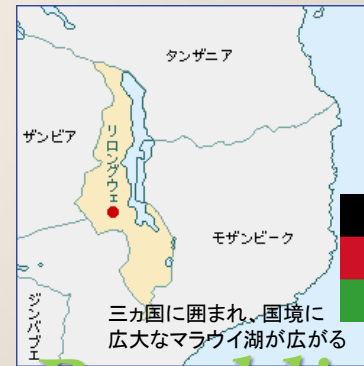 タンザニア
ザンビア
リロングウェ
モザンビーク
ジンバブエ
三ヵ国に囲まれ、国境に
広大なマラウイ湖が広がる